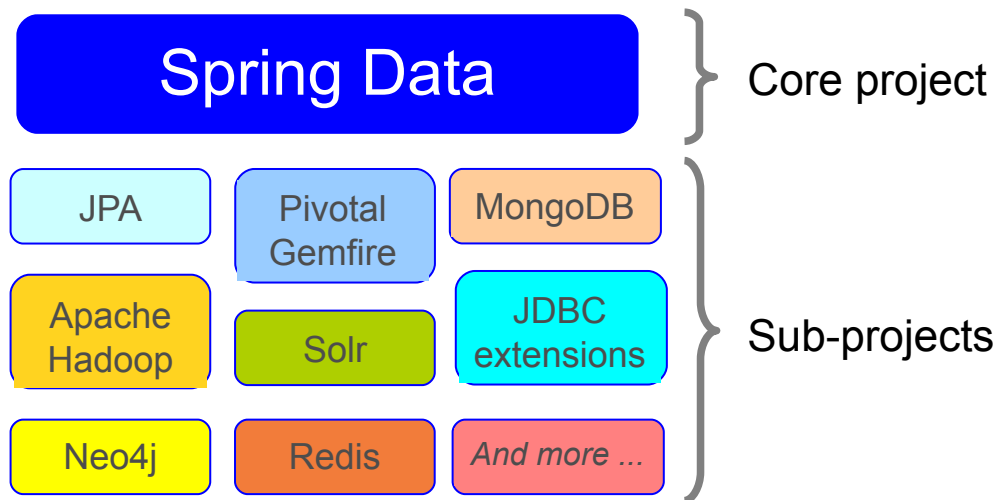 Spring Data
Core project
JPA
Pivotal
Gemfire
MongoDB
Apache
Hadoop
Solr
JDBC
extensions
Sub-projects
Neo4j
Redis
And more ...